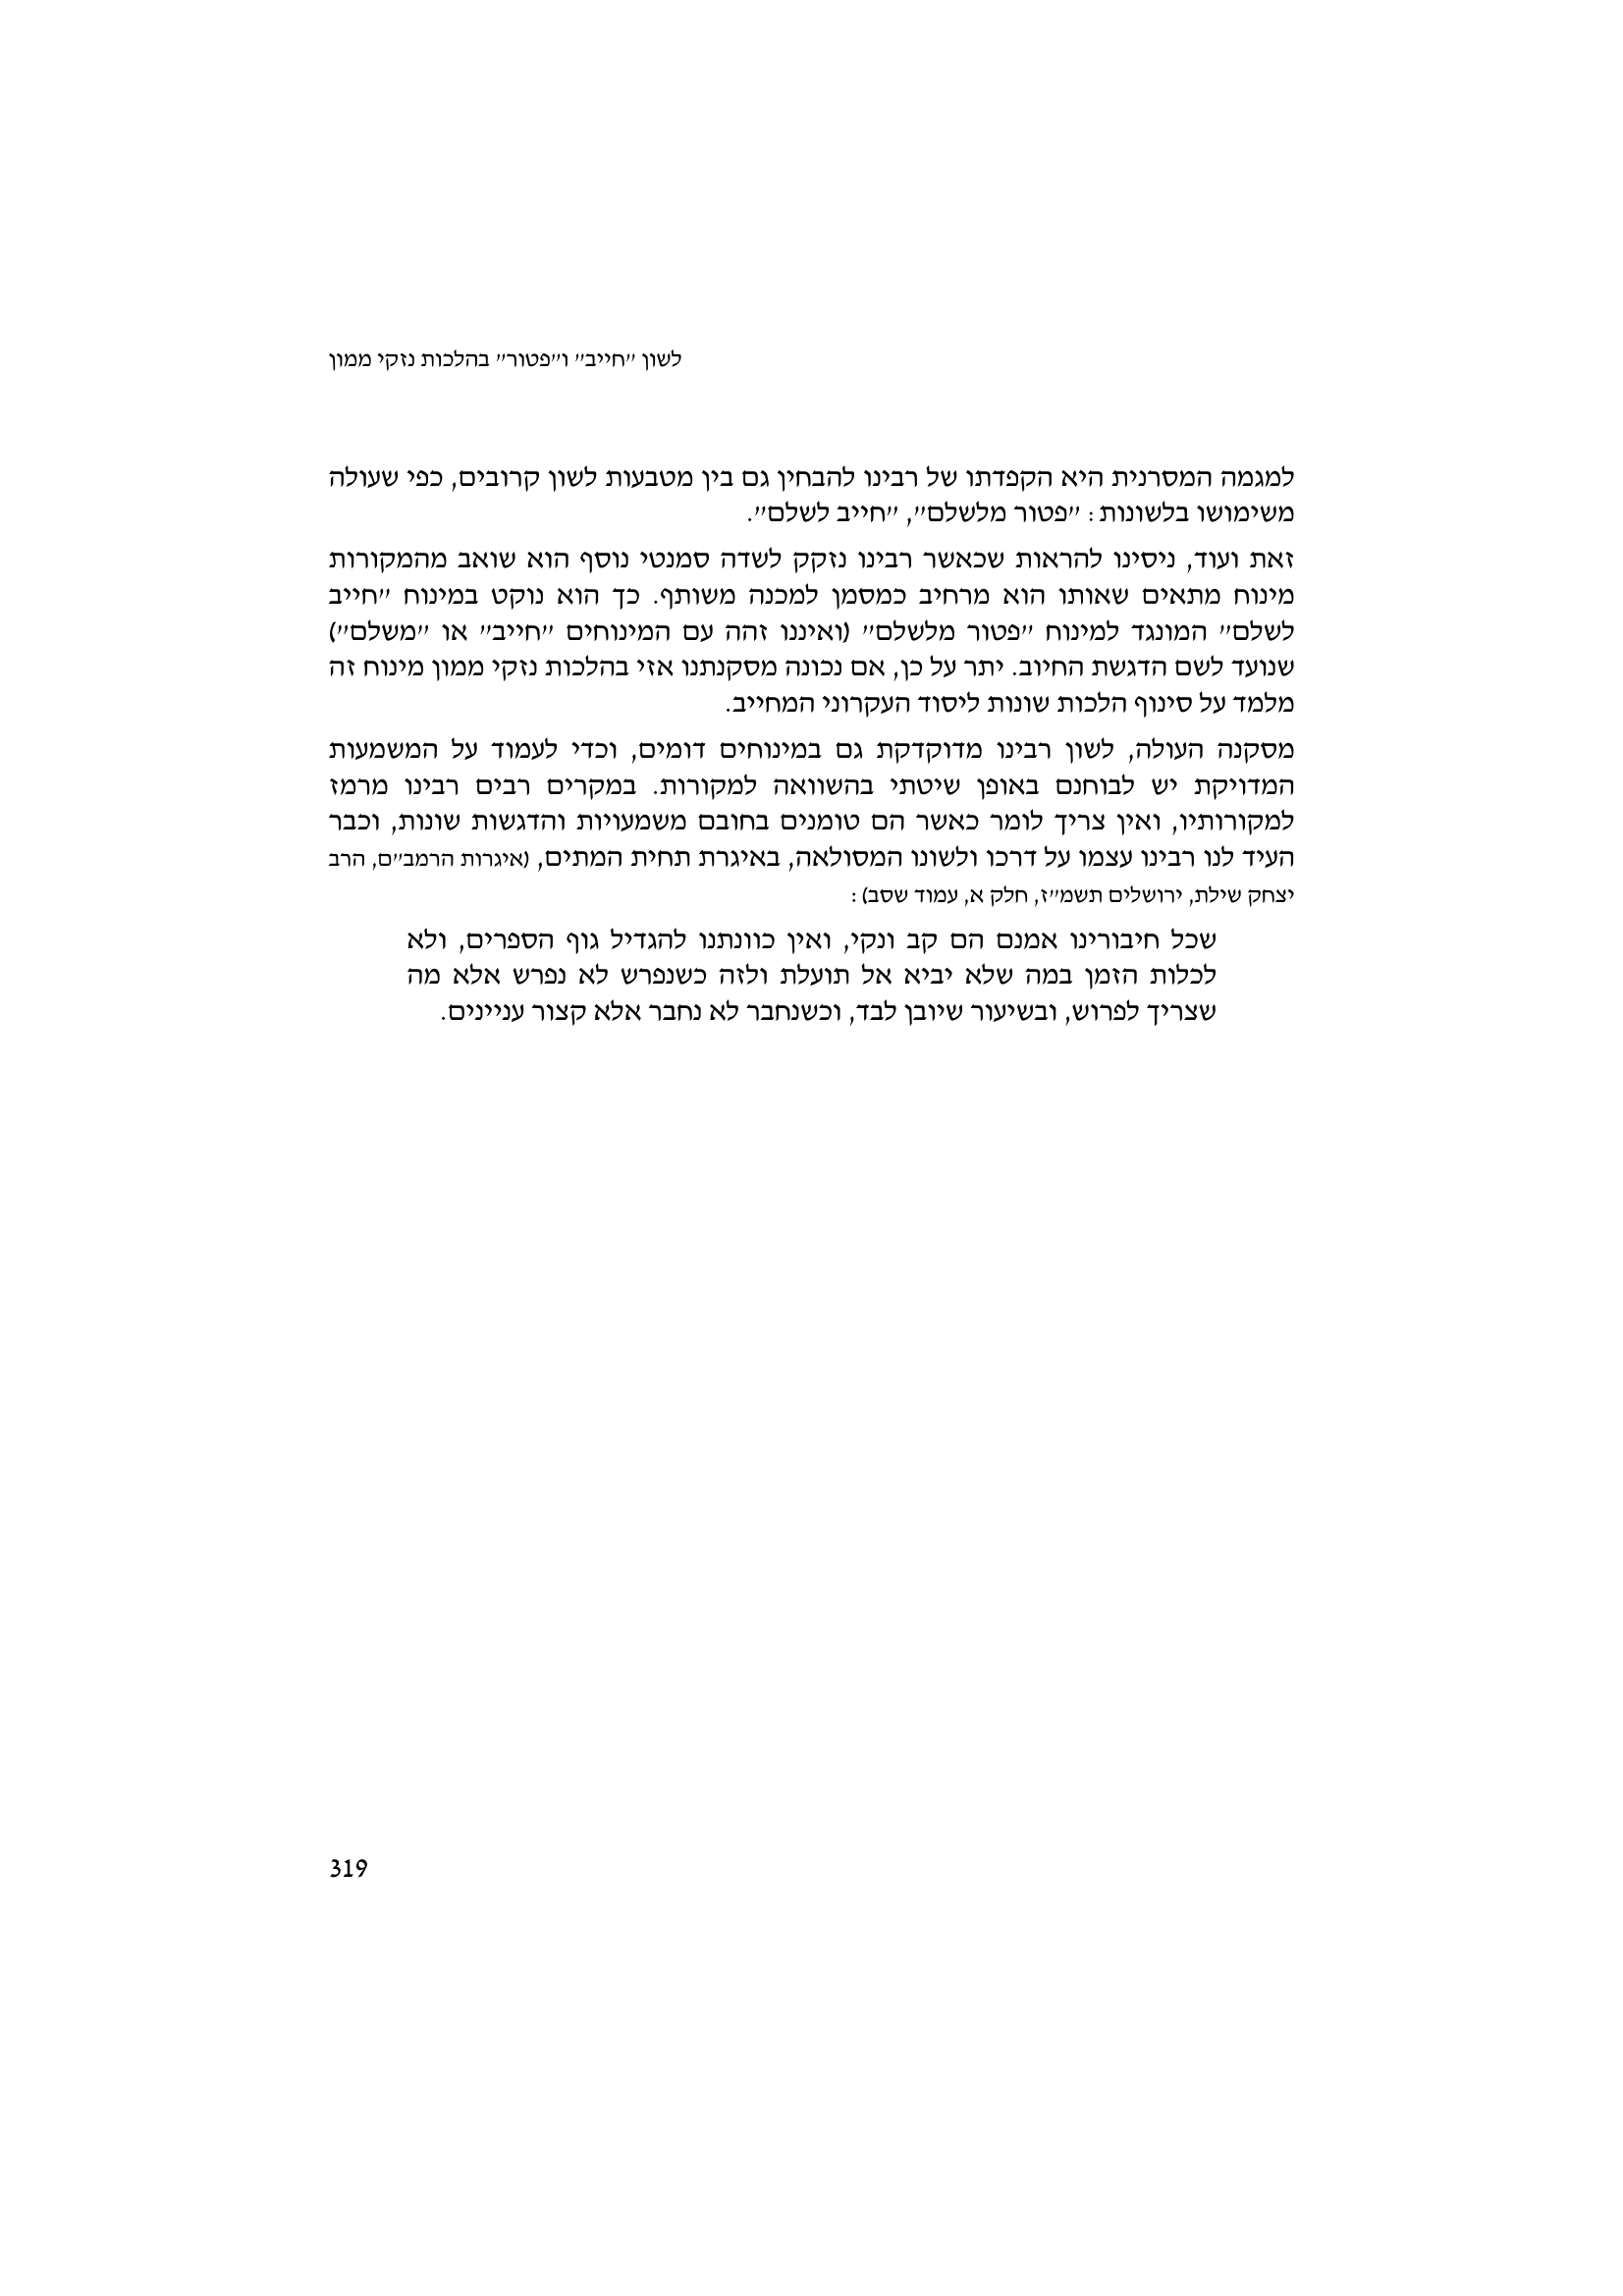 לשון "חייב" ו"פטור" בהלכות נזקי ממון
למגמה המסרנית היא הקפדתו של רבינו להבחין גם בין מטבעות לשון קרובים, כפי שעולה
משימושו בלשונות: "פטור מלשלם", "חייב לשלם".
זאת ועוד, ניסינו להראות שכאשר רבינו נזקק לשדה סמנטי נוסף הוא שואב מהמקורות
מינוח מתאים שאותו הוא מרחיב כמסמן למכנה משותף. כך הוא נוקט במינוח "חייב
לשלם" המונגד למינוח "פטור מלשלם" (ואיננו זהה עם המינוחים "חייב" או "משלם")
שנועד לשם הדגשת החיוב. יתר על כן, אם נכונה מסקנתנו אזי בהלכות נזקי ממון מינוח זה
מלמד על סינוף הלכות שונות ליסוד העקרוני המחייב.
מסקנה העולה, לשון רבינו מדוקדקת גם במינוחים דומים, וכדי לעמוד על המשמעות
המדויקת יש לבוחנם באופן שיטתי בהשוואה למקורות. במקרים רבים רבינו מרמז
למקורותיו, ואין צריך לומר כאשר הם טומנים בחובם משמעויות והדגשות שונות, וכבר
העיד לנו רבינו עצמו על דרכו ולשונו המסולאה, באיגרת תחית המתים, (איגרות הרמב"ם, הרב
יצחק שילת, ירושלים תשמ"ז, חלק א, עמוד שסב):
שכל חיבורינו אמנם הם קב ונקי, ואין כוונתנו להגדיל גוף הספרים, ולא
לכלות הזמן במה שלא יביא אל תועלת ולזה כשנפרש לא נפרש אלא מה
שצריך לפרוש, ובשיעור שיובן לבד, וכשנחבר לא נחבר אלא קצור עניינים.
319